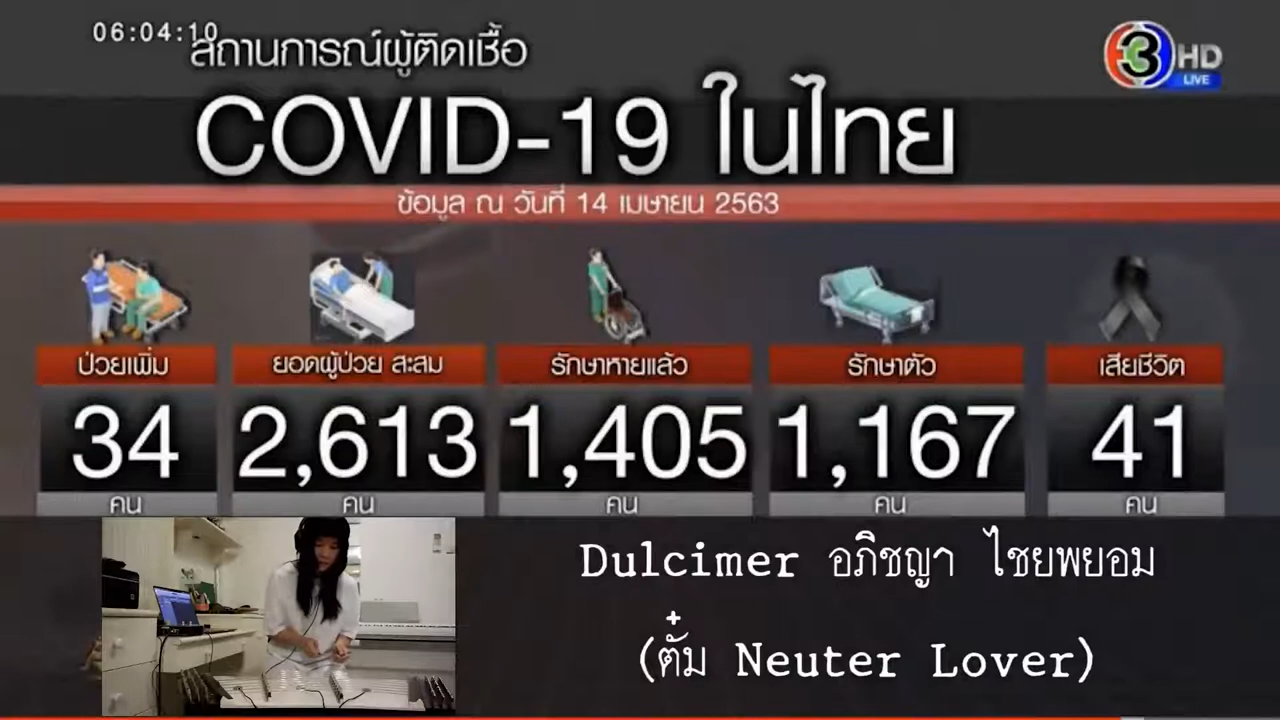 06:04:10
สถานการณ์ผู้ติดเชื้อ
3 HD
LIVE
COVID-19 ในไทย
ข้อมูล ณ วันที่ 14 เมษายน 2563
ป่วยเพิ่ม ยอดผู้ป่วย สะสม รักษาหายแล้ว รักษาตัว เสียชีวิต
34 2,613 1,405 1,167 41
คน คน คน คน คน
Dulcimer อภิชญา ไชยพยอม
(ตั๋ม Neuter Lover)